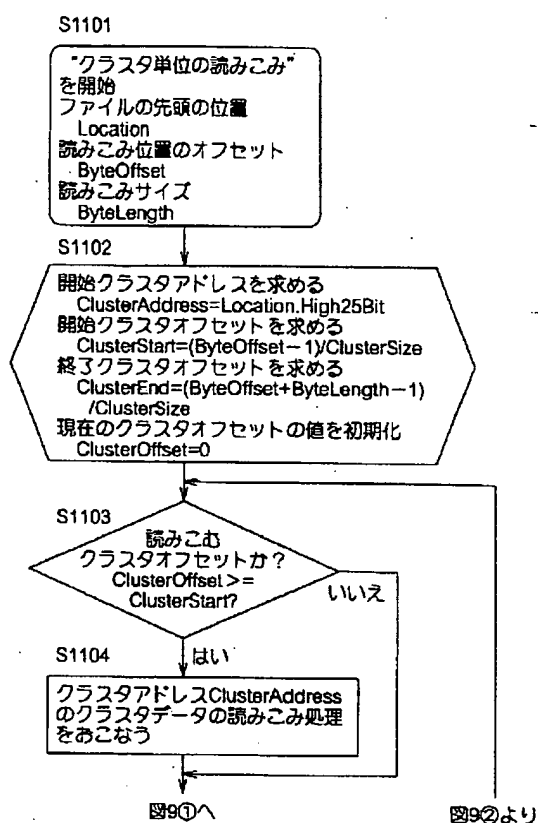 S1101
"クラスタ単位の読みこみ"
を開始
ファイルの先頭の位置
Location
読みこみ位置のオフセット
ByteOffset
読みこみサイズ
ByteLength
S1102
開始クラスタアドレスを求める
ClusterAddress=Location.High25Bit
開始クラスタオフセットを求める
ClusterStart=(ByteOffset−1)/ClusterSize
終了クラスタオフセットを求める
ClusterEnd=(ByteOffset+ByteLength−1)
/ClusterSize
現在のクラスタオフセットの値を初期化
ClusterOffset=0
S1103
読みこむ
クラスタオフセットか?
ClusterOffset>=
ClusterStart?
いいえ
はい
S1104
クラスタアドレスClusterAddress
のクラスタデータの読みこみ処理
をおこなう
図9①へ
図9②より